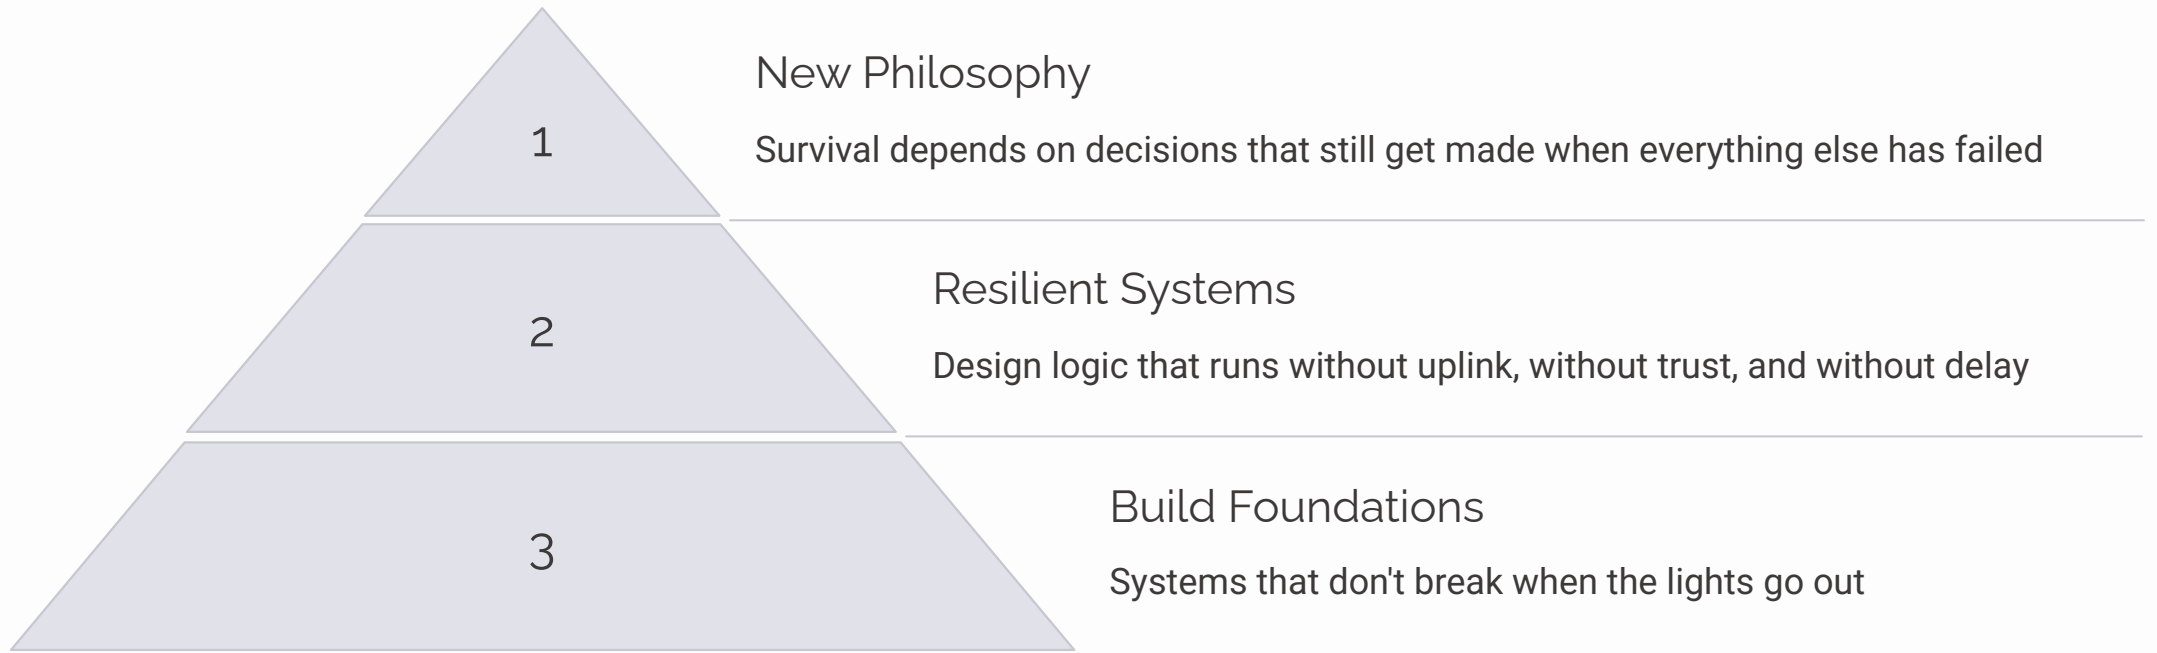 1
New Philosophy
Survival depends on decisions that still get made when everything else has failed
2
Resilient Systems
Design logic that runs without uplink, without trust, and without delay
3
Build Foundations
Systems that don't break when the lights go out